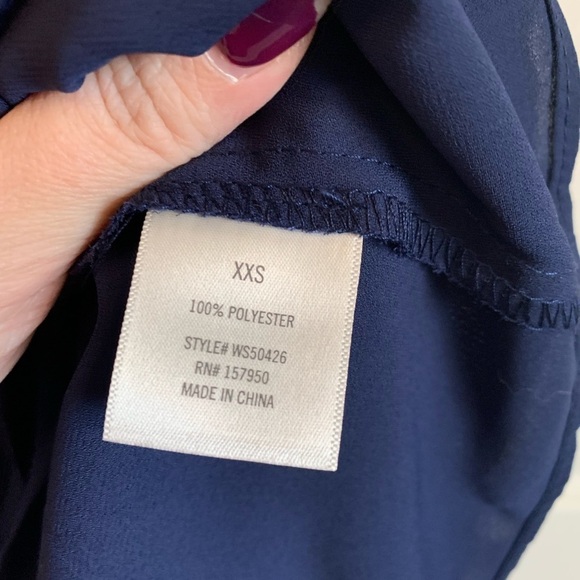 XXS
100% POLYESTER
STYLE# WS50426
RN# 157950
MADE IN CHINA